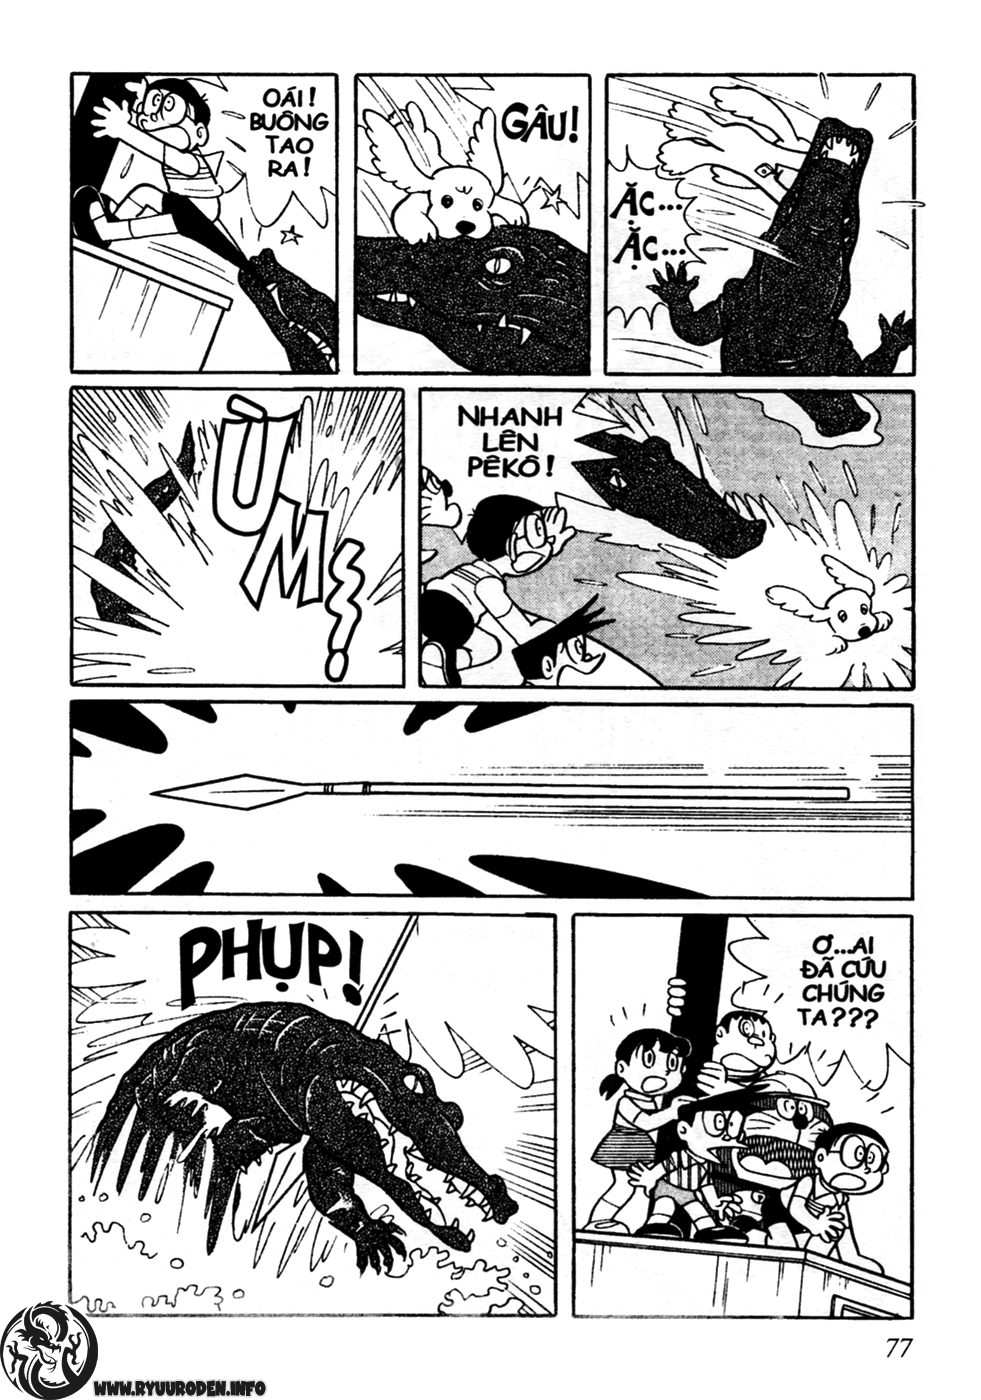 OÁI!
BUÔNG
TAO
RA!
GÂU!
ẶC...
ẶC...
ÙM!
NHANH
LÊN
PÊKÔ!
PHỤP!
Ơ...AI
ĐÃ CỨU
CHÚNG
TA???
77
WWW.RYUURODEN.INFO